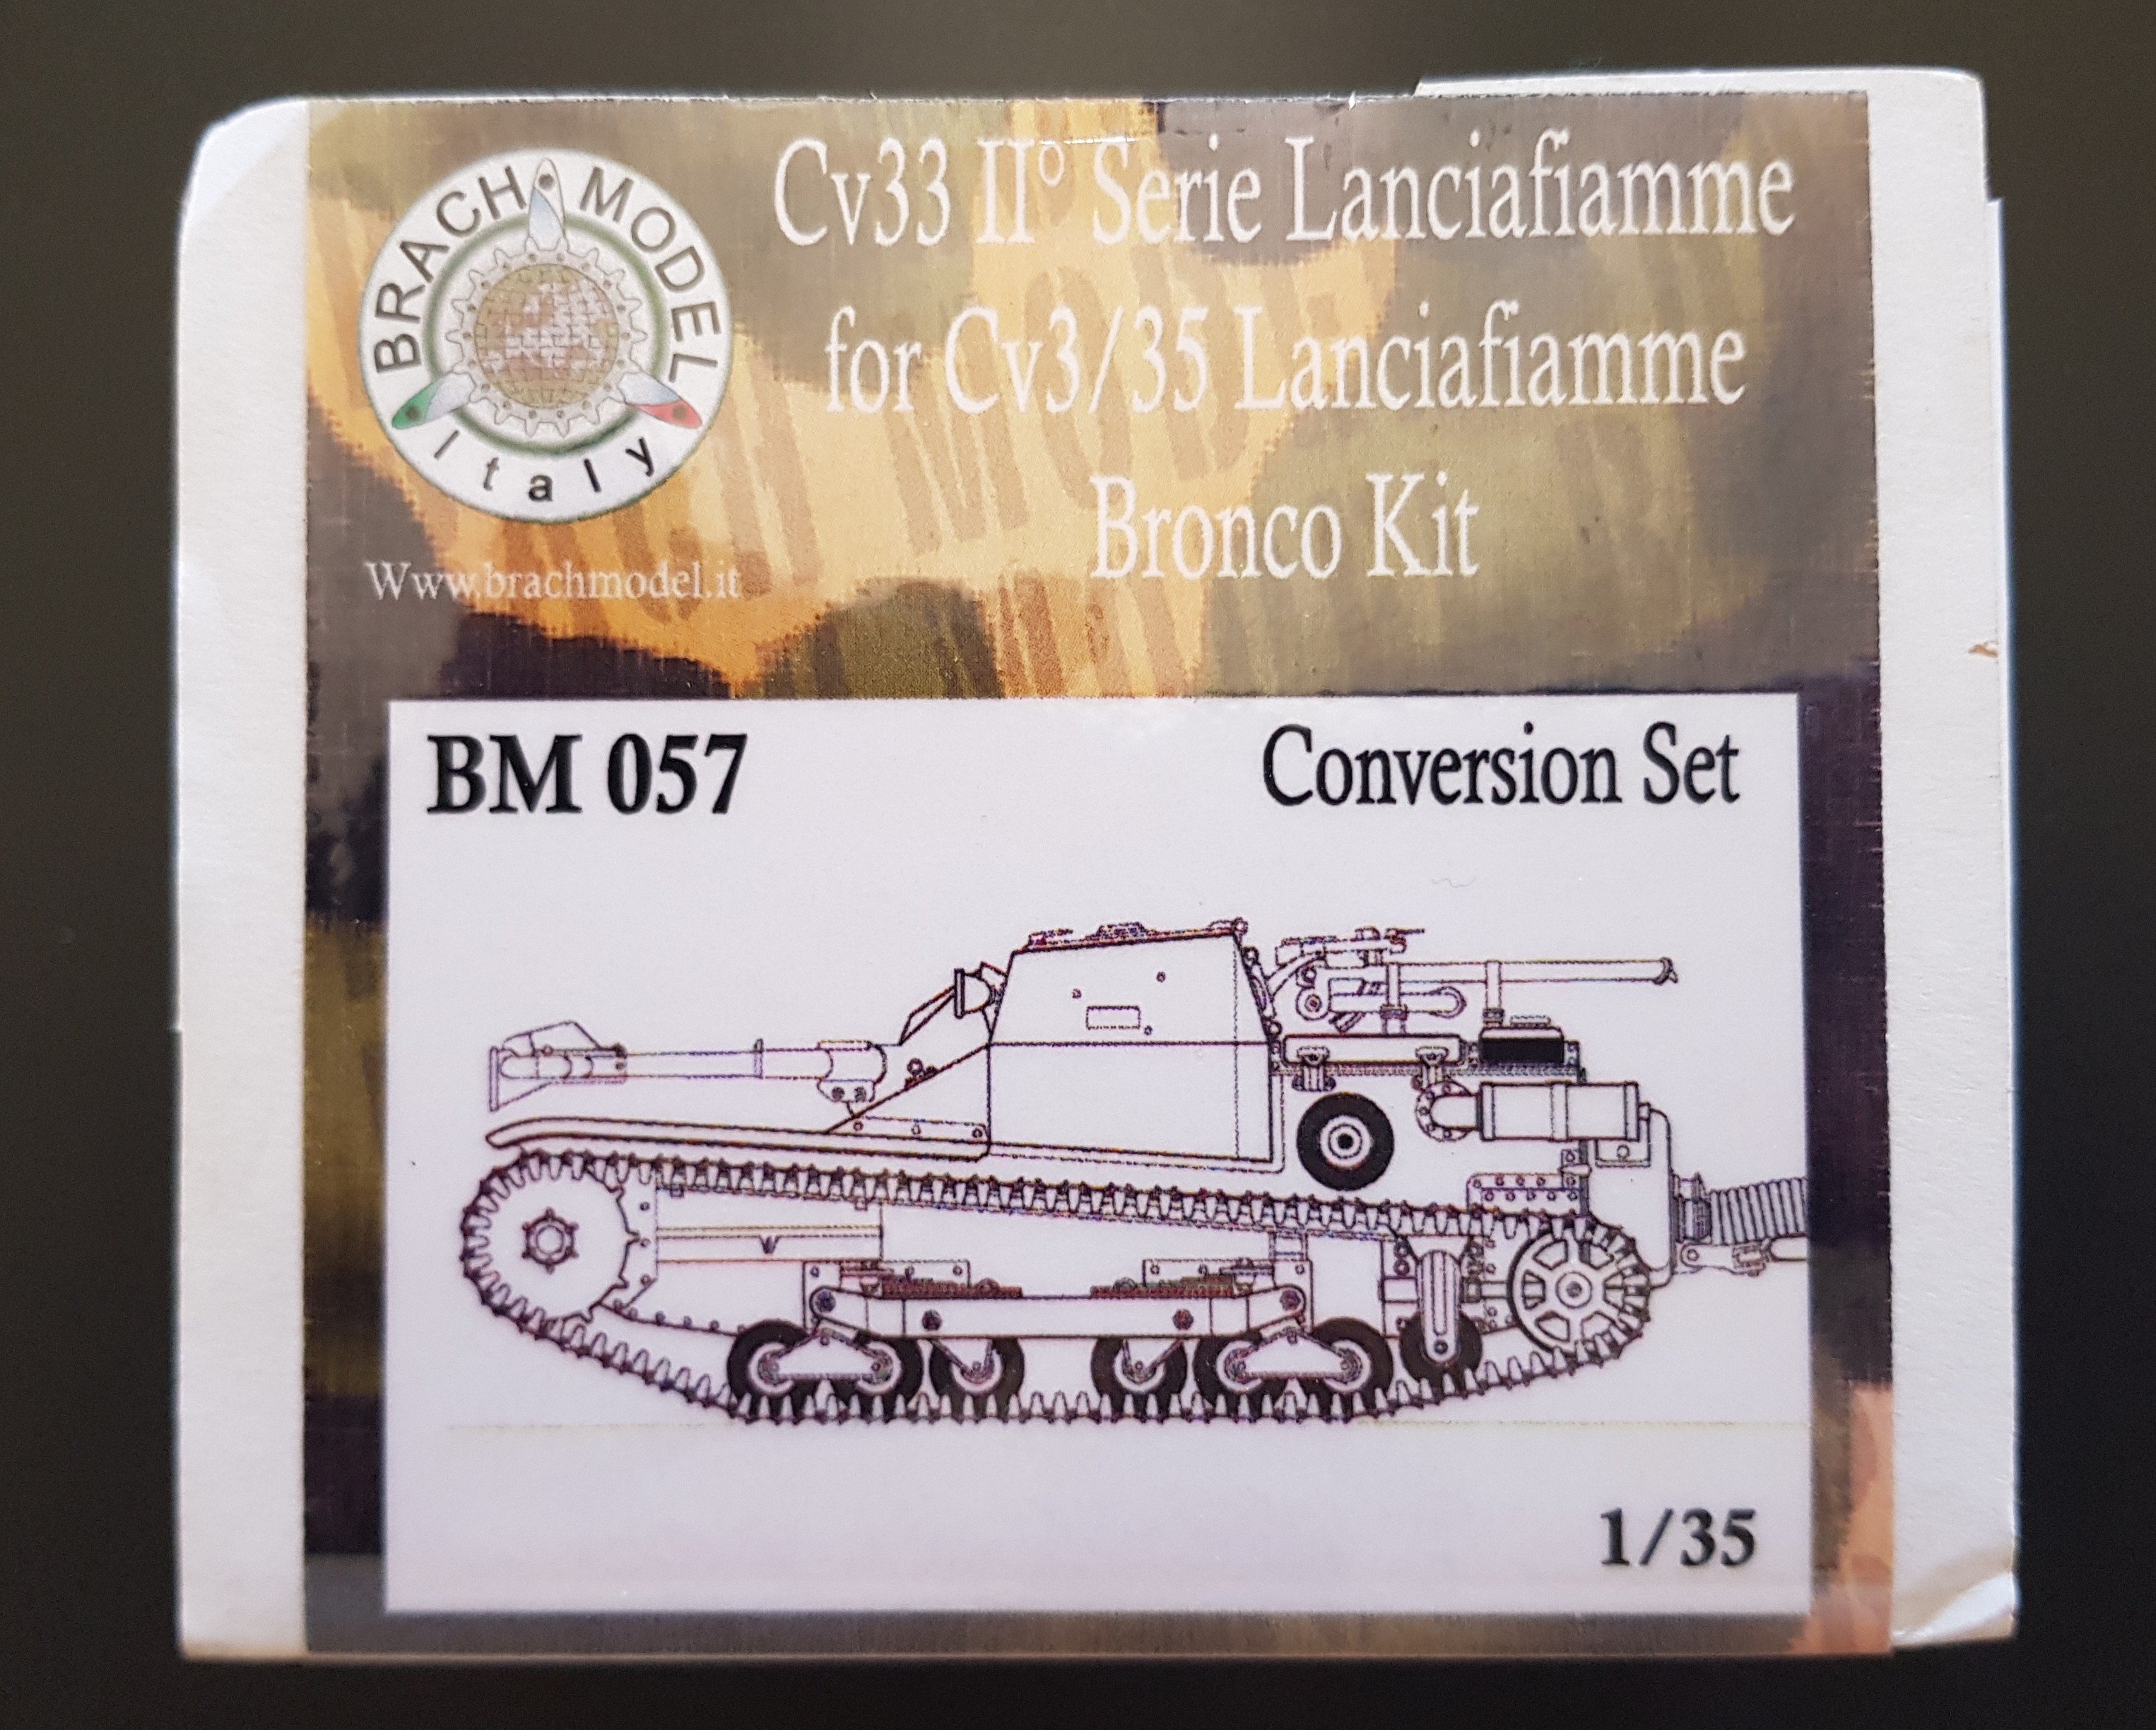 BRACH MODEL
Italy
Www.brachmodel.it
Cv33 II° Serie Lanciafiamme
for Cv3/35 Lanciafiamme
Bronco Kit
BM 057
Conversion Set
1/35